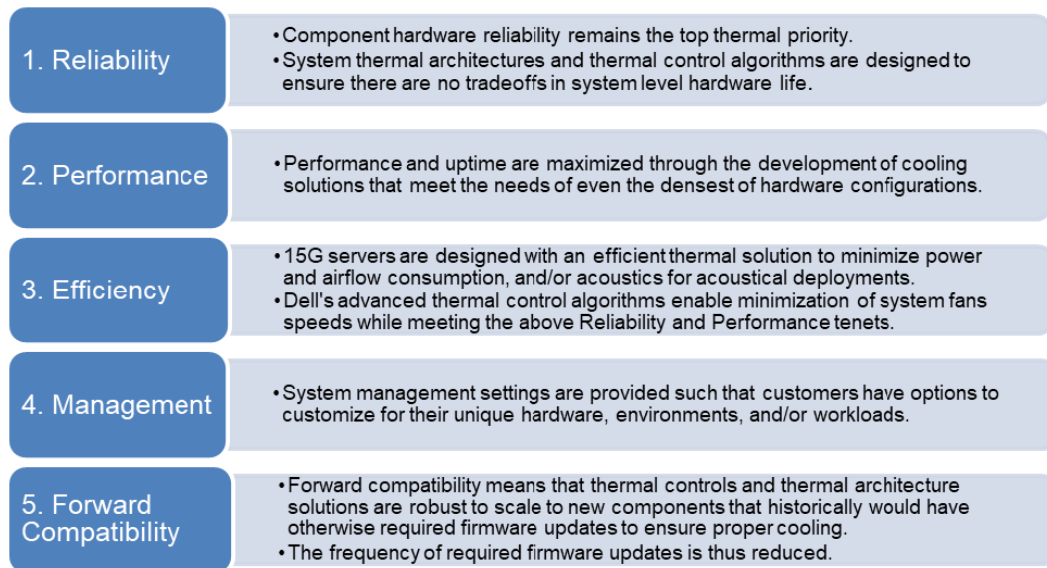 1. Reliability
•Component hardware reliability remains the top thermal priority.
•System thermal architectures and thermal control algorithms are designed to
ensure there are no tradeoffs in system level hardware life.
2. Performance
•Performance and uptime are maximized through the development of cooling
solutions that meet the needs of even the densest of hardware configurations.
3. Efficiency
•15G servers are designed with an efficient thermal solution to minimize power
and airflow consumption, and/or acoustics for acoustical deployments.
•Dell's advanced thermal control algorithms enable minimization of system fans
speeds while meeting the above Reliability and Performance tenets.
4. Management
•System management settings are provided such that customers have options to
customize for their unique hardware, environments, and/or workloads.
5. Forward
Compatibility
•Forward compatibility means that thermal controls and thermal architecture
solutions are robust to scale to new components that historically would have
otherwise required firmware updates to ensure proper cooling.
•The frequency of required firmware updates is thus reduced.